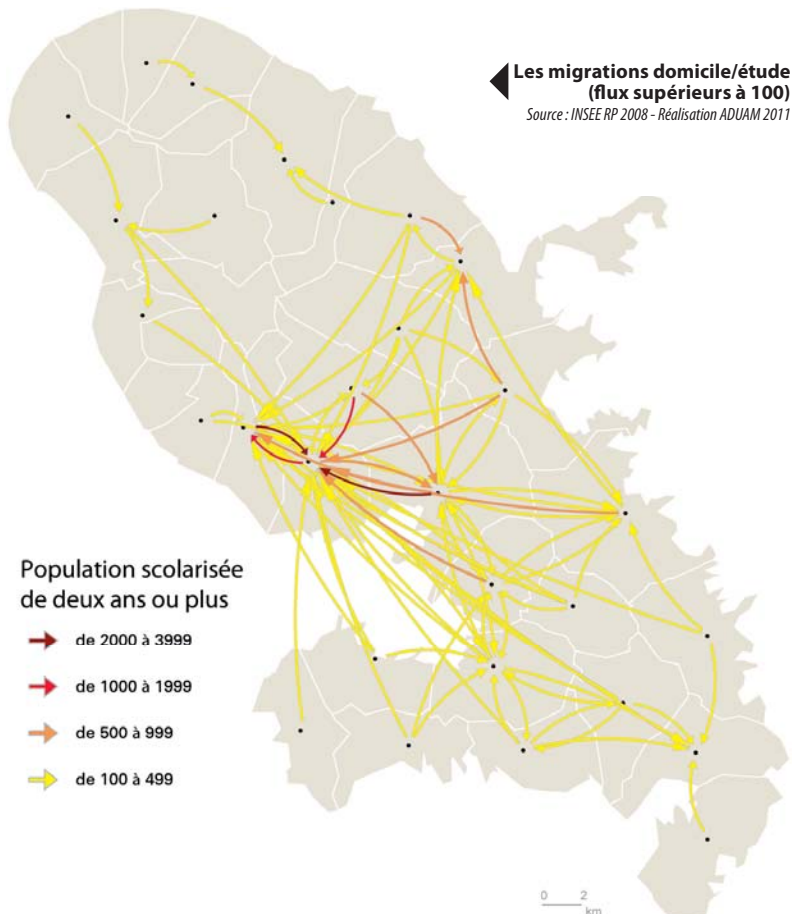 Les migrations domicile/étude
(flux supérieurs à 100)
Source : INSEE RP 2008 - Réalisation ADUAM 2011
Population scolarisée
de deux ans ou plus
de 2000 à 3999
de 1000 à 1999
de 500 à 999
de 100 à 499
0 2
km